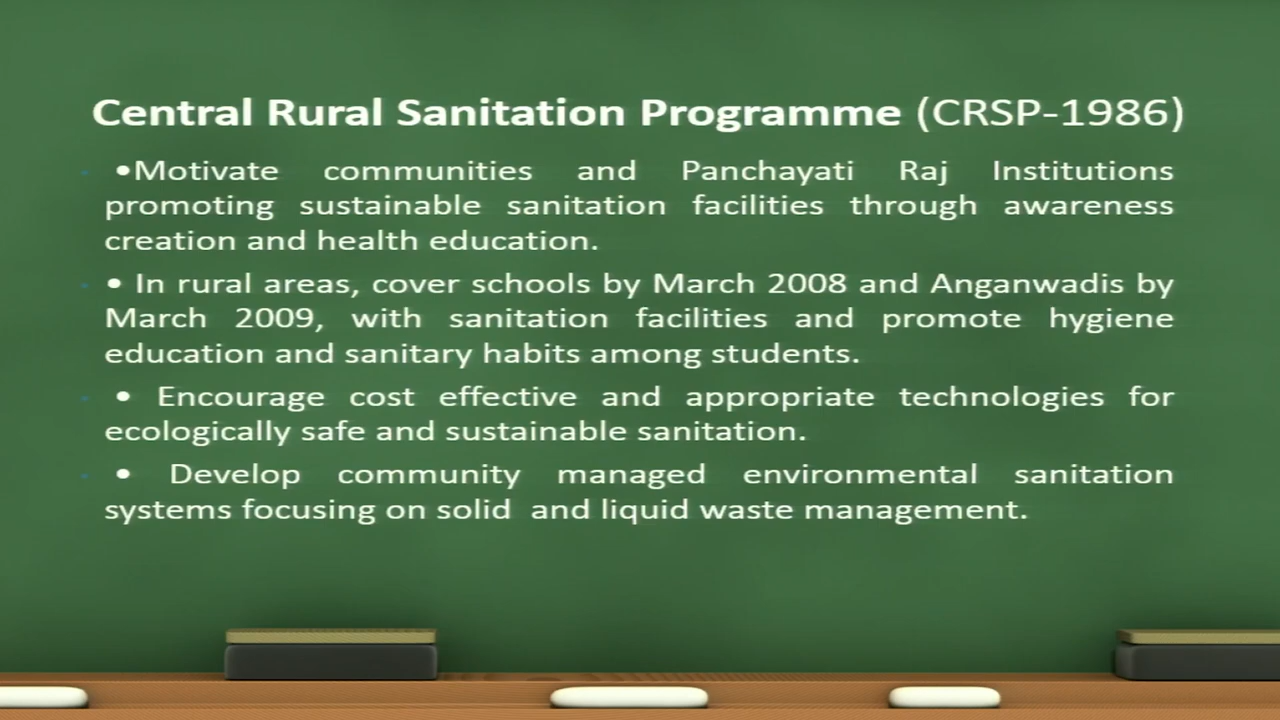 Central Rural Sanitation Programme (CRSP-1986)
•Motivate communities and Panchayati Raj Institutions
promoting sustainable sanitation facilities through awareness
creation and health education.
• In rural areas, cover schools by March 2008 and Anganwadis by
March 2009, with sanitation facilities and promote hygiene
education and sanitary habits among students.
• Encourage cost effective and appropriate technologies for
ecologically safe and sustainable sanitation.
• Develop community managed environmental sanitation
systems focusing on solid and liquid waste management.